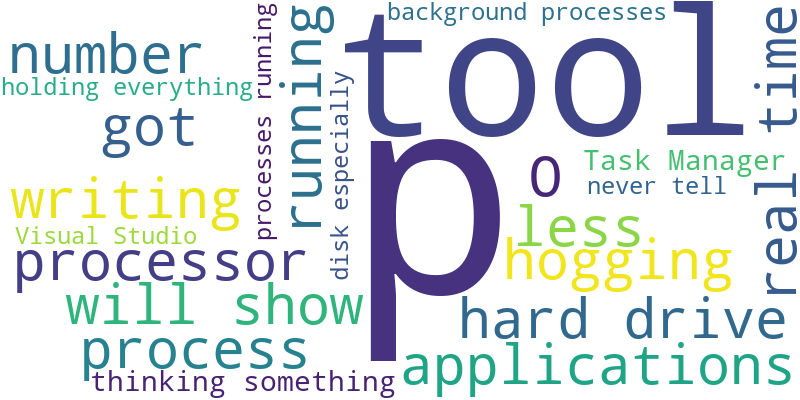 background processes
number
tool
holding everything
running
processes running
real time
got
disk especially
p
o
Task Manager
never tell
writing
less
Visual Studio
hogging
processor
will show
hard drive
process
applications
thinking something